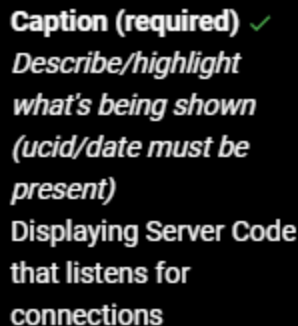 Caption (required) ✓
Describe/highlight
what's being shown
(ucid/date must be
present)
Displaying Server Code
that listens for
connections